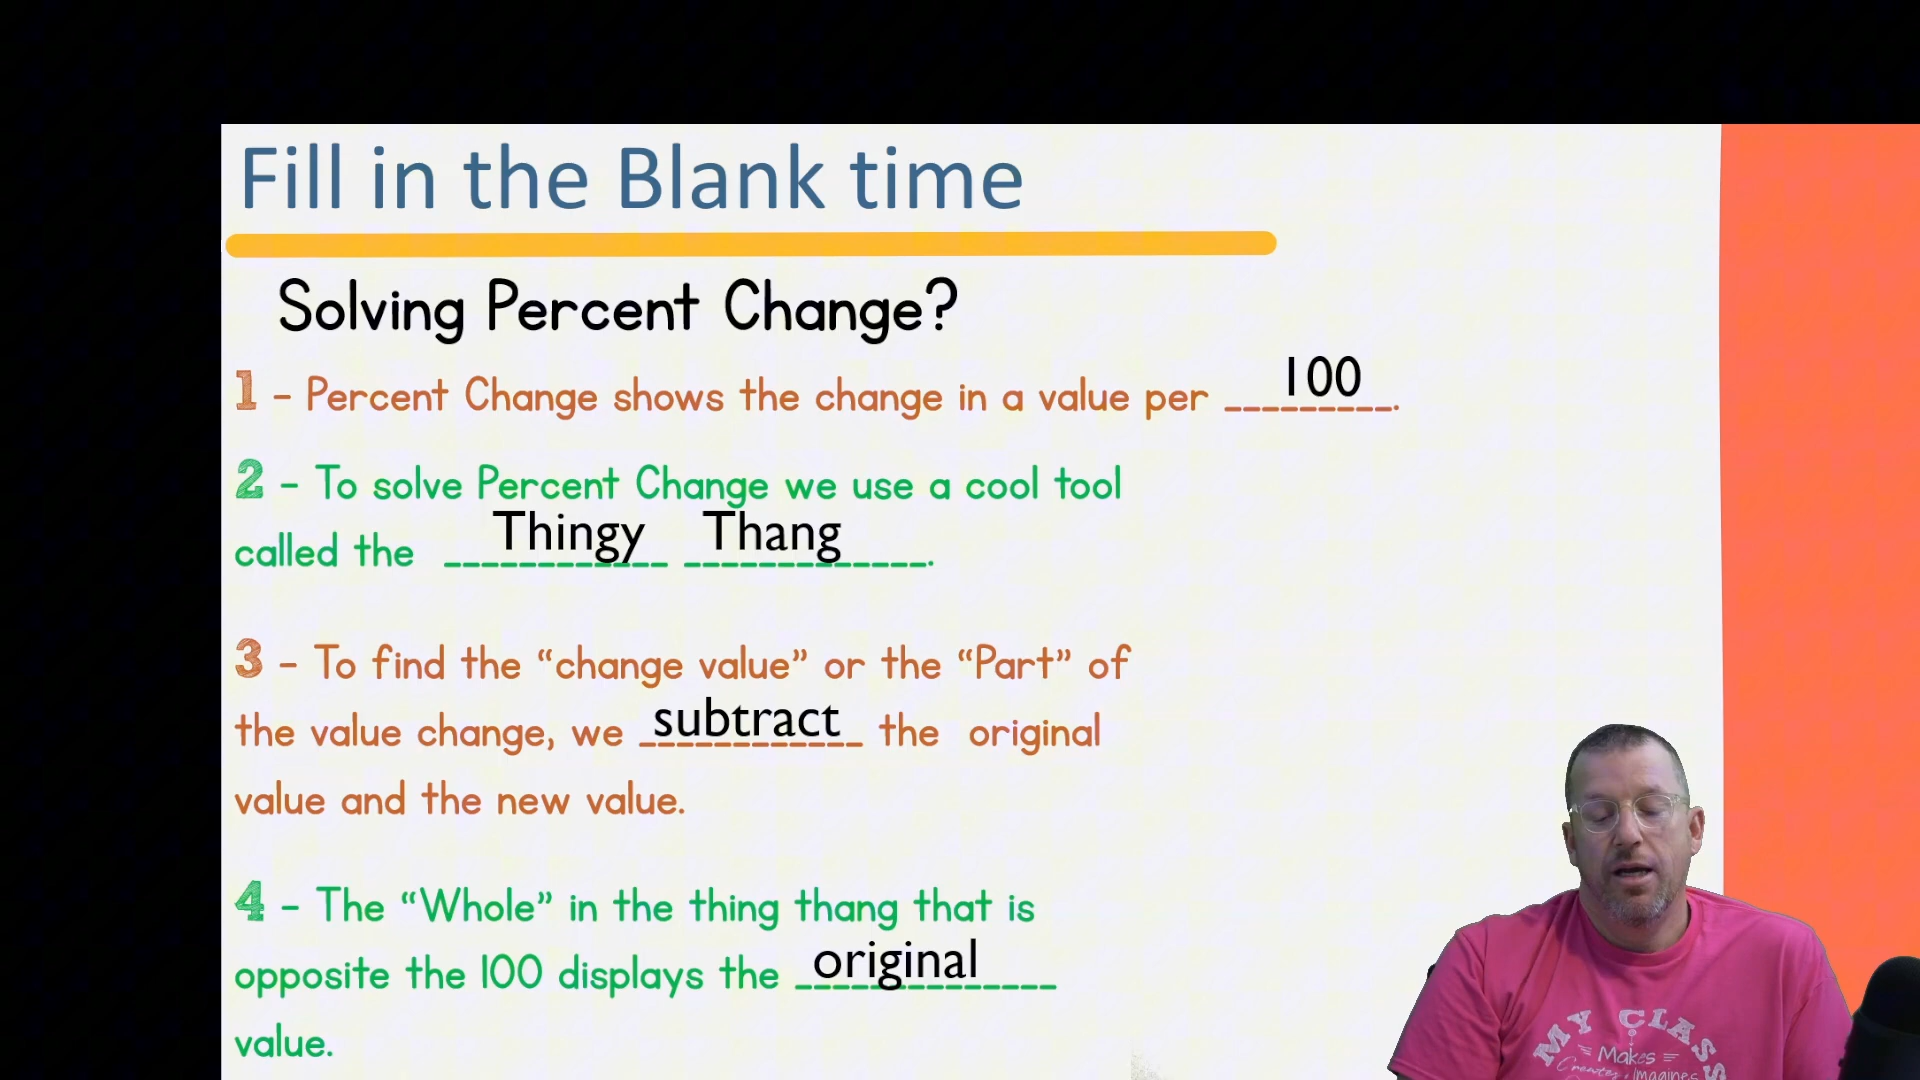 Fill in the Blank time
Solving Percent Change?
1 - Percent Change shows the change in a value per 100.
2 - To solve Percent Change we use a cool tool
called the Thingy Thang.
3 - To find the “change value” or the “Part” of
the value change, we subtract the original
value and the new value.
4 - The “Whole” in the thing thang that is
opposite the 100 displays the original
value.
MY CLASS
Makes
Creates Imagines